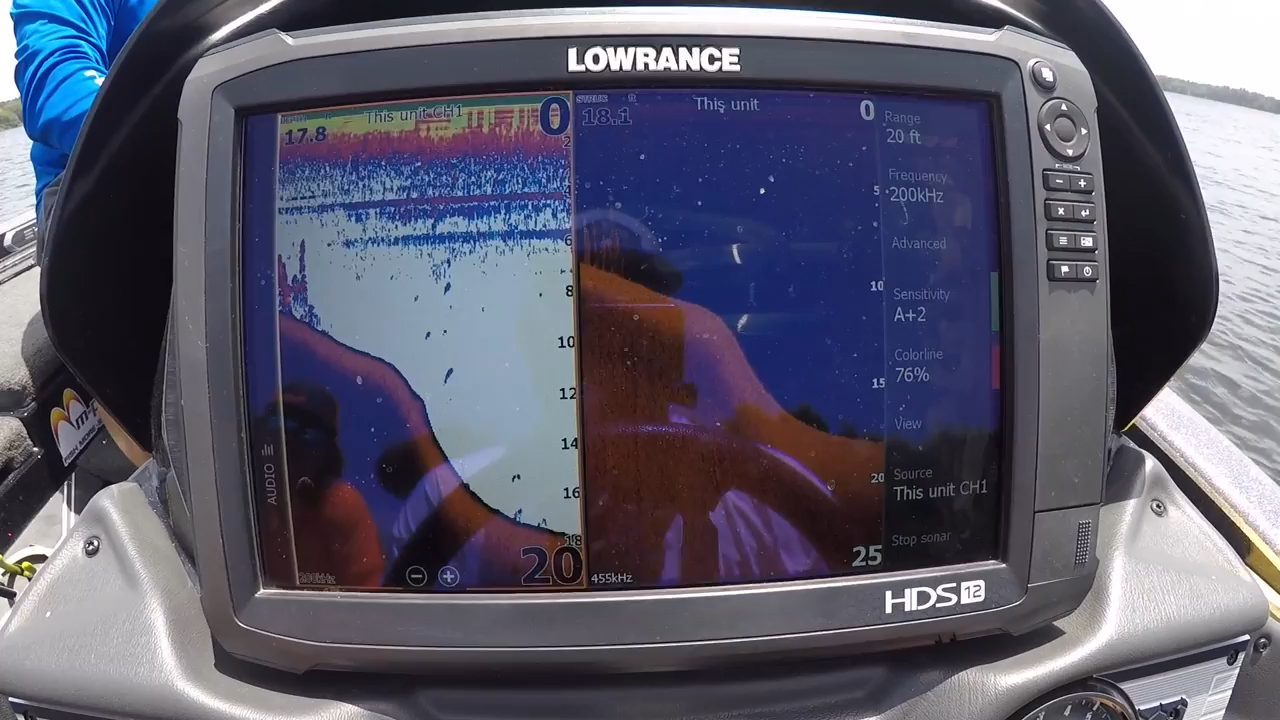 LOWRANCE
This unit CH1
17.8
0
2
6
8
10
12
14
16
18
20
200kHz
AUDIO
ft
18.1
This unit
0
5
10
15
20
25
455kHz
Range
20 ft
Frequency
200kHz
Advanced
Sensitivity
A+2
Colorline
76%
View
Source
This unit CH1
Stop sonar
HDS 12